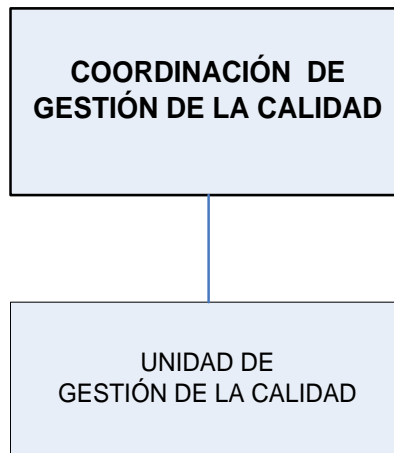 COORDINACIÓN DE
GESTIÓN DE LA CALIDAD
UNIDAD DE
GESTIÓN DE LA CALIDAD